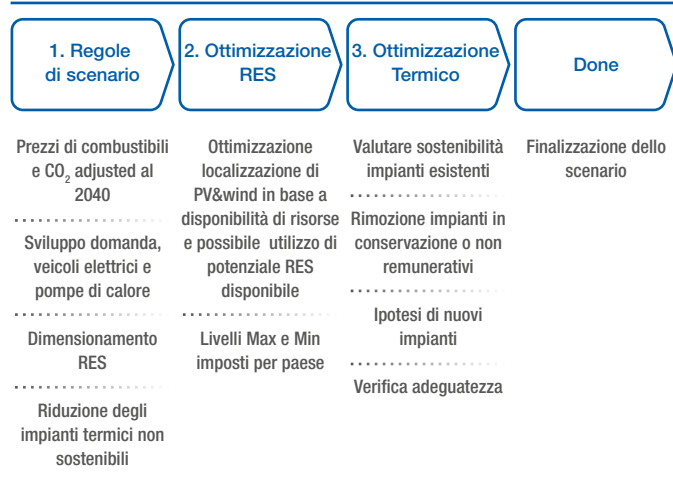 1. Regole
di scenario
2. Ottimizzazione
RES
3. Ottimizzazione
Termico
Done
Prezzi di combustibili
e CO2 adjusted al
2040
Sviluppo domanda,
veicoli elettrici e
pompe di calore
Dimensionamento
RES
Riduzione degli
impianti termici non
sostenibili
Ottimizzazione
localizzazione di
PV&wind in base a
disponibilità di risorse
e possibile utilizzo di
potenziale RES
disponibile
Livelli Max e Min
imposti per paese
Valutare sostenibilità
impianti esistenti
Rimozione impianti in
conservazione o non
remunerativi
Ipotesi di nuovi
impianti
Verifica adeguatezza
Finalizzazione dello
scenario